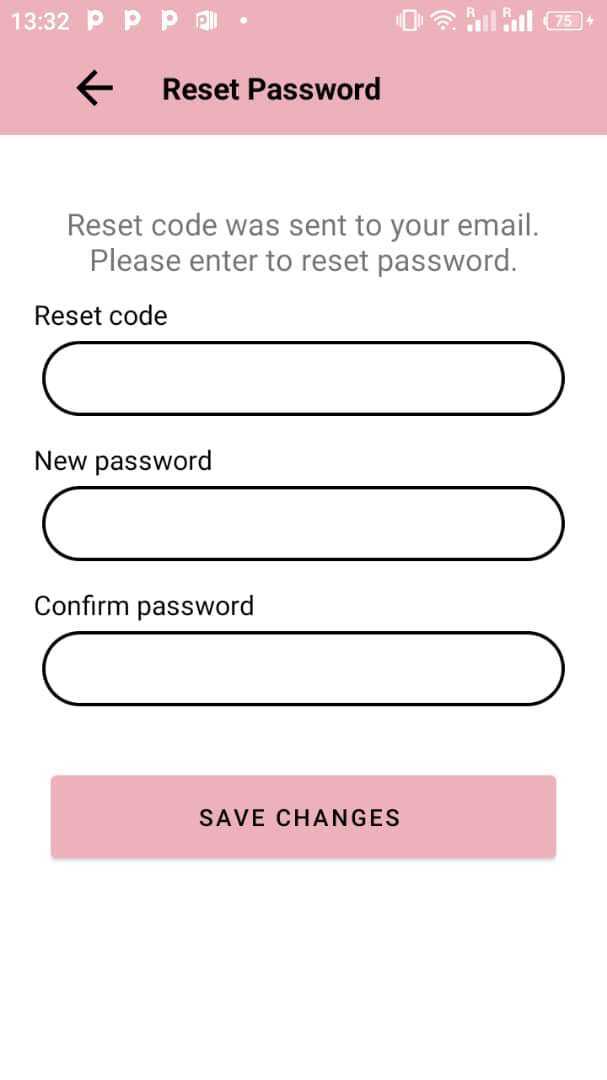 13:32
R R 75
Reset Password
Reset code was sent to your email.
Please enter to reset password.
Reset code
New password
Confirm password
SAVE CHANGES